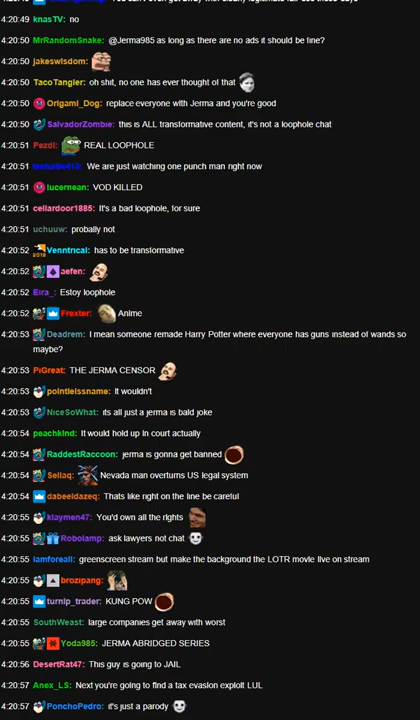 4:20:49 knasTV: no
4:20:50 MrRandomSnake: @Jerma985 as long as there are no ads it should be fine?
4:20:50 jakeswisdom:
4:20:50 TacoTangler: oh shit, no one has ever thought of that
4:20:50 Origami_Dog: replace everyone with Jerma and you're good
4:20:50 SalvadorZombie: this is ALL transformative content, it's not a loophole chat
4:20:51 Pezdi: REAL LOOPHOLE
4:20:51 We are just watching one punch man right now
4:20:51 lucernean: VOD KILLED
4:20:51 cellardoor1885: It's a bad loophole, for sure
4:20:51 uchuuw: probally not
4:20:52 2019 Venntrical: has to be transformative
4:20:52 aefen:
4:20:52 Eira_: Estoy loophole
4:20:52 Frexter: Anime
4:20:53 Deadrem: I mean someone remade Harry Potter where everyone has guns instead of wands so
maybe?
4:20:53 PiGreat: THE JERMA CENSOR
4:20:53 pointlessname: It wouldn't
4:20:53 NiceSoWhat: its all just a jerma is bald joke
4:20:54 peachkind: It would hold up in court actually
4:20:54 RaddestRaccoon: jerma is gonna get banned
4:20:54 Sellaq: Nevada man overturns US legal system
4:20:54 dabeeldazeq: Thats like right on the line be careful
4:20:55 klaymen47: You'd own all the rights
4:20:55 Robolamp: ask lawyers not chat
4:20:55 iamforeall: greenscreen stream but make the background the LOTR movie live on stream
4:20:55 brozipang:
4:20:55 turnip_trader: KUNG POW
4:20:55 SouthWeast: large companies get away with worst
4:20:55 Yoda985: JERMA ABRIDGED SERIES
4:20:56 DesertRat47: This guy is going to JAIL
4:20:57 Anex_LS: Next you're going to find a tax evasion exploit LUL
4:20:57 PonchoPedro: it's just a parody